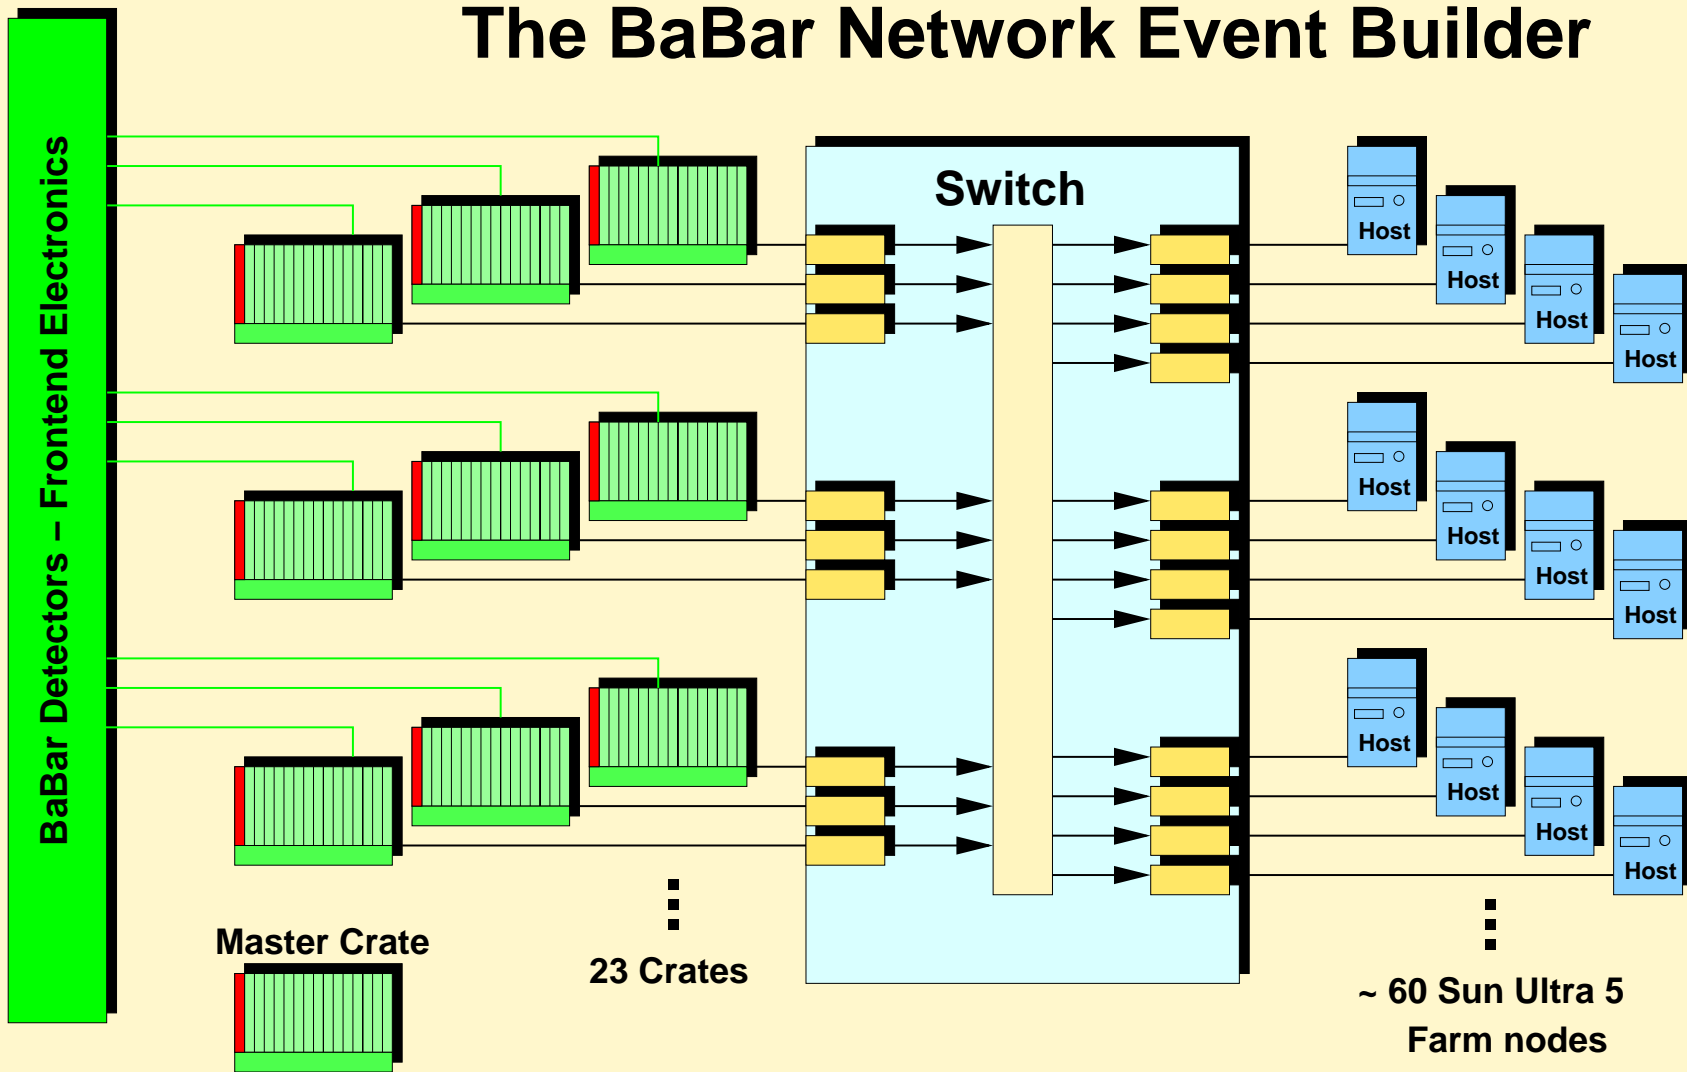 The BaBar Network Event Builder
BaBar Detectors – Frontend Electronics
Switch
Host
Host
Host
Host
Host
Host
Host
Host
Host
Host
Host
Host
Master Crate
23 Crates
~ 60 Sun Ultra 5
Farm nodes